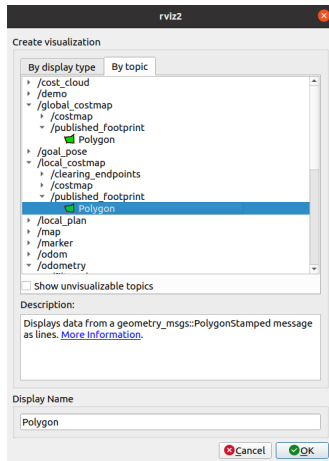 rviz2
Create visualization
By display type
By topic
/cost_cloud
/demo
/global_costmap
/costmap
/published_footprint
Polygon
/goal_pose
/local_costmap
/clearing_endpoints
/costmap
/published_footprint
Polygon
/local_plan
/map
/marker
/odom
/odometry
Show unvisualizable topics
Description:
Displays data from a geometry_msgs::PolygonStamped message
as lines. More Information.
Display Name
Polygon
Cancel
OK